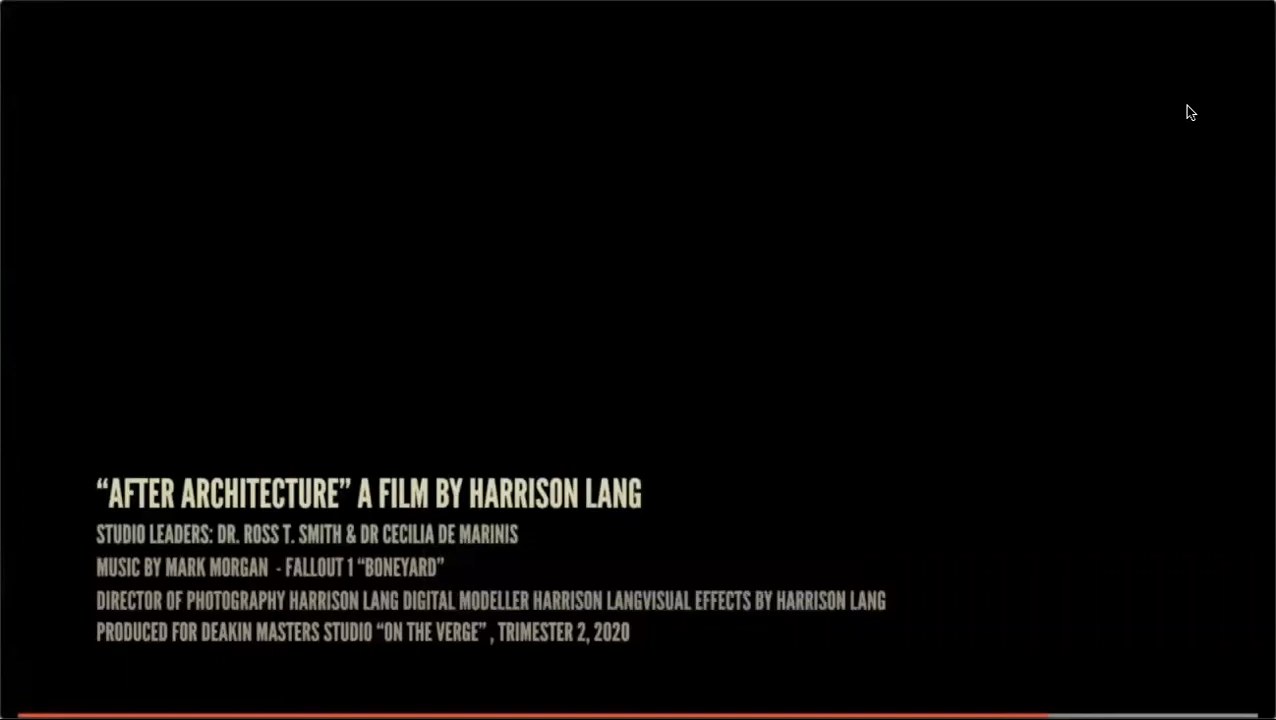 “AFTER ARCHITECTURE” A FILM BY HARRISON LANG
STUDIO LEADERS: DR. ROSS T. SMITH & DR CECILIA DE MARINIS
MUSIC BY MARK MORGAN - FALLOUT 1 “BONEYARD”
DIRECTOR OF PHOTOGRAPHY HARRISON LANG DIGITAL MODELLER HARRISON LANGVISUAL EFFECTS BY HARRISON LANG
PRODUCED FOR DEAKIN MASTERS STUDIO “ON THE VERGE” , TRIMESTER 2, 2020